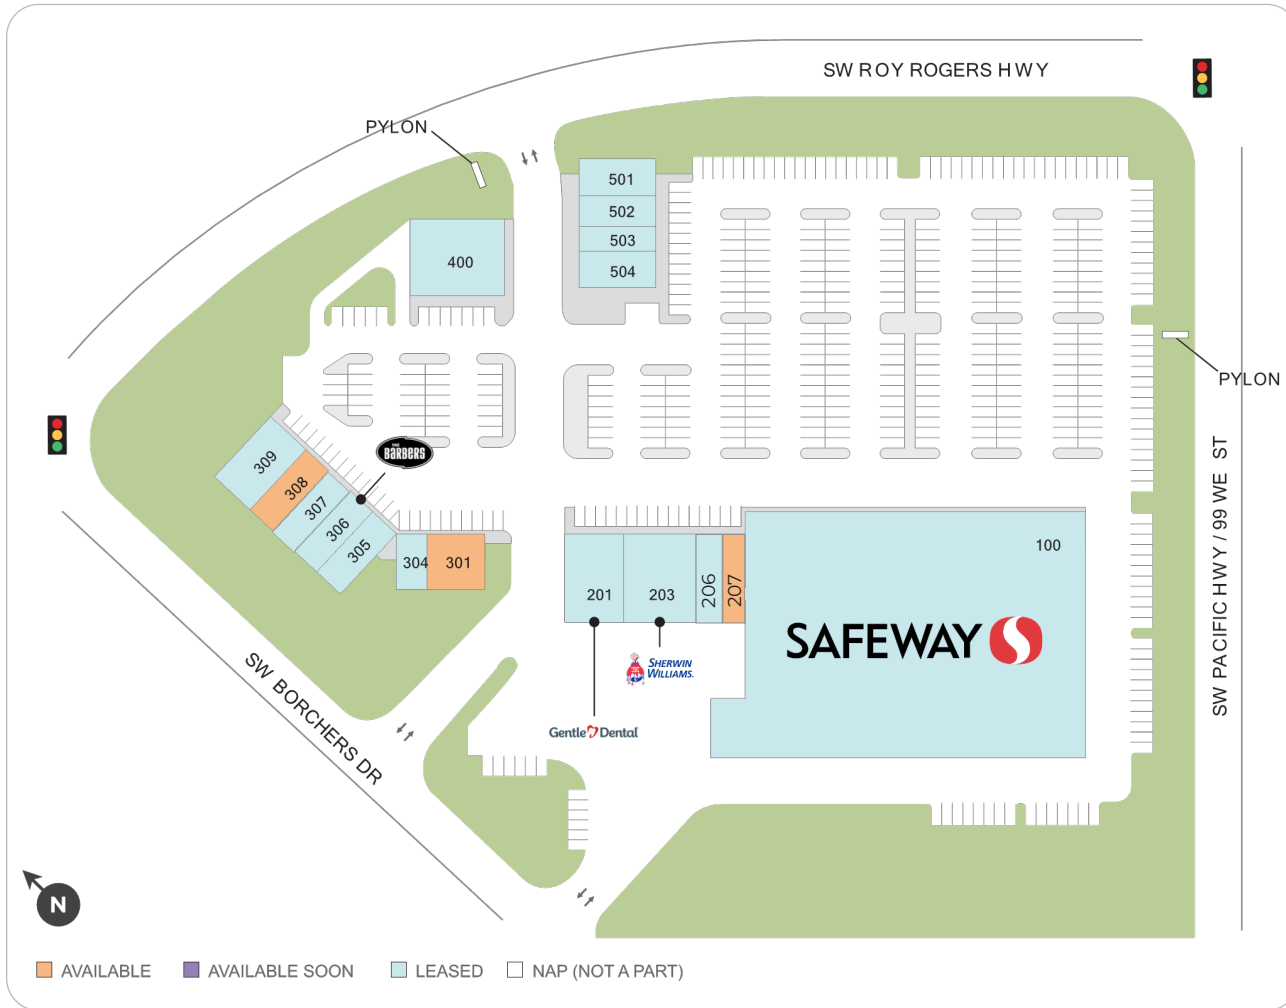 SW ROY ROGERS HWY
PYLON
501
502
503
504
400
PYLON
THE
BARBERS
309
308
307
306
305
304
301
201
203
206
207
100
SAFEWAY
SHERWIN
WILLIAMS.
Gentle Dental
SW PACIFIC HWY / 99 WE ST
SW BORCHERS DR
N
AVAILABLE
AVAILABLE SOON
LEASED
NAP (NOT A PART)